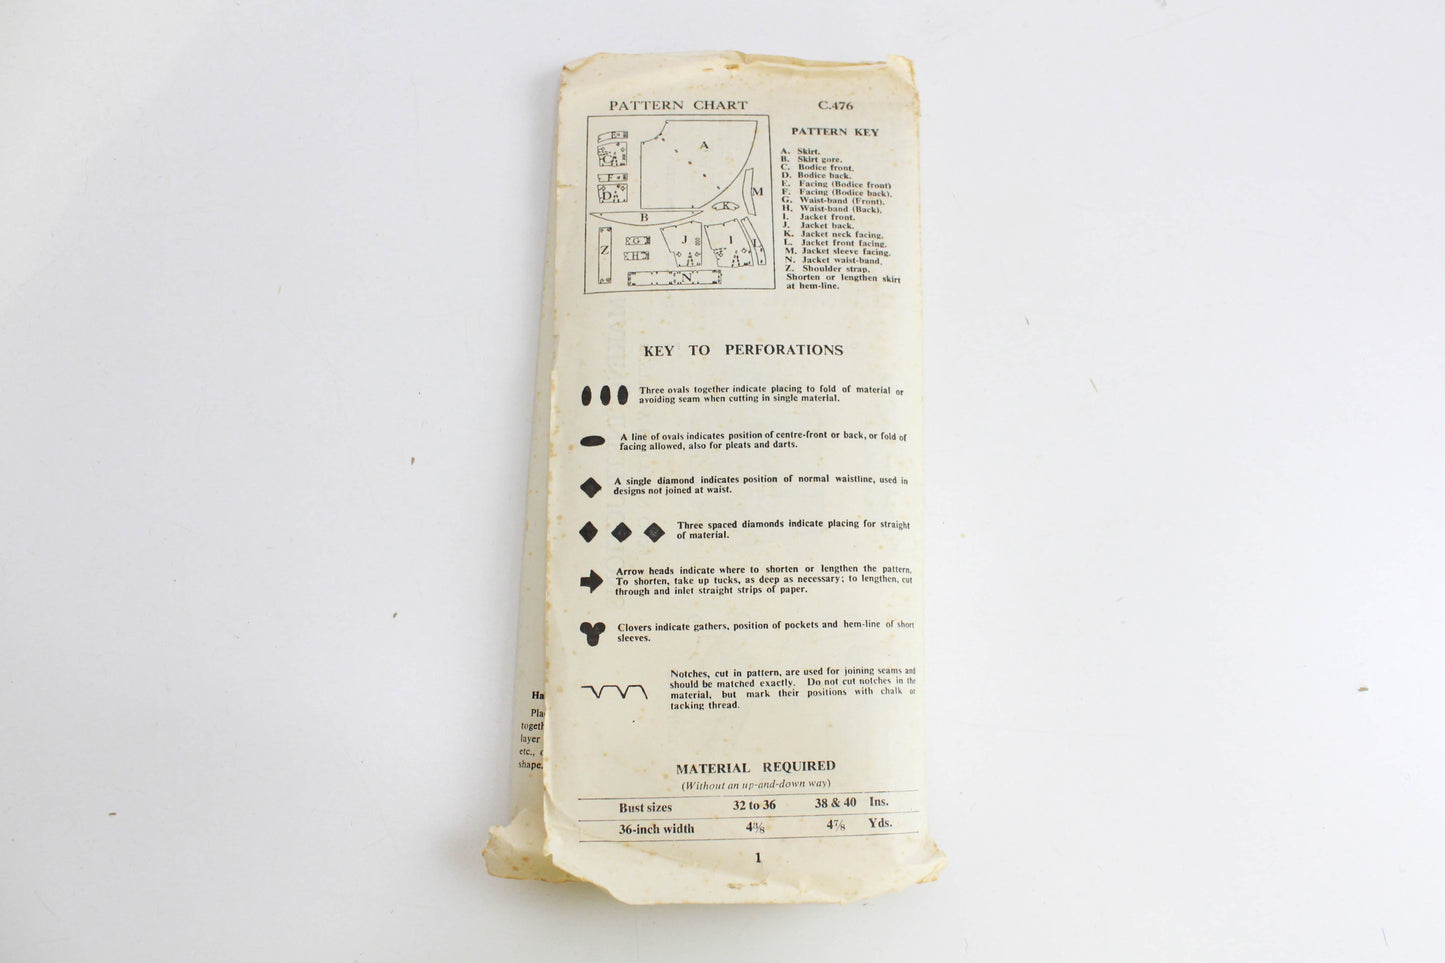 PATTERN CHART C.476
A
E
C
F
D
M
K
B
Z
G
H
J
I
L
N
PATTERN KEY
A. Skirt.
B. Skirt gore.
C. Bodice front.
D. Bodice back.
E. Facing (Bodice front)
F. Facing (Bodice back).
G. Waist-band (Front).
H. Waist-band (Back).
I. Jacket front.
J. Jacket back.
K. Jacket neck facing.
L. Jacket front facing.
M. Jacket sleeve facing.
N. Jacket waist-band.
Z. Shoulder strap.
Shorten or lengthen skirt
at hem-line.
KEY TO PERFORATIONS
Three ovals together indicate placing to fold of material or
avoiding seam when cutting in single material.
A line of ovals indicates position of centre-front or back, or fold of
facing allowed, also for pleats and darts.
A single diamond indicates position of normal waistline, used in
designs not joined at waist.
Three spaced diamonds indicate placing for straight
of material.
Arrow heads indicate where to shorten or lengthen the pattern.
To shorten, take up tucks, as deep as necessary; to lengthen, cut
through and inlet straight strips of paper.
Clovers indicate gathers, position of pockets and hem-line of short
sleeves.
Notches, cut in pattern, are used for joining seams and
should be matched exactly. Do not cut notches in the
material, but mark their positions with chalk or
tacking thread.
MATERIAL REQUIRED
(Without an up-and-down way)
Bust sizes 32 to 36 38 & 40 Ins.
36-inch width 4⅜ 4⅞ Yds.
1
Ha
Pla
togeth
layer
etc., c
shape.